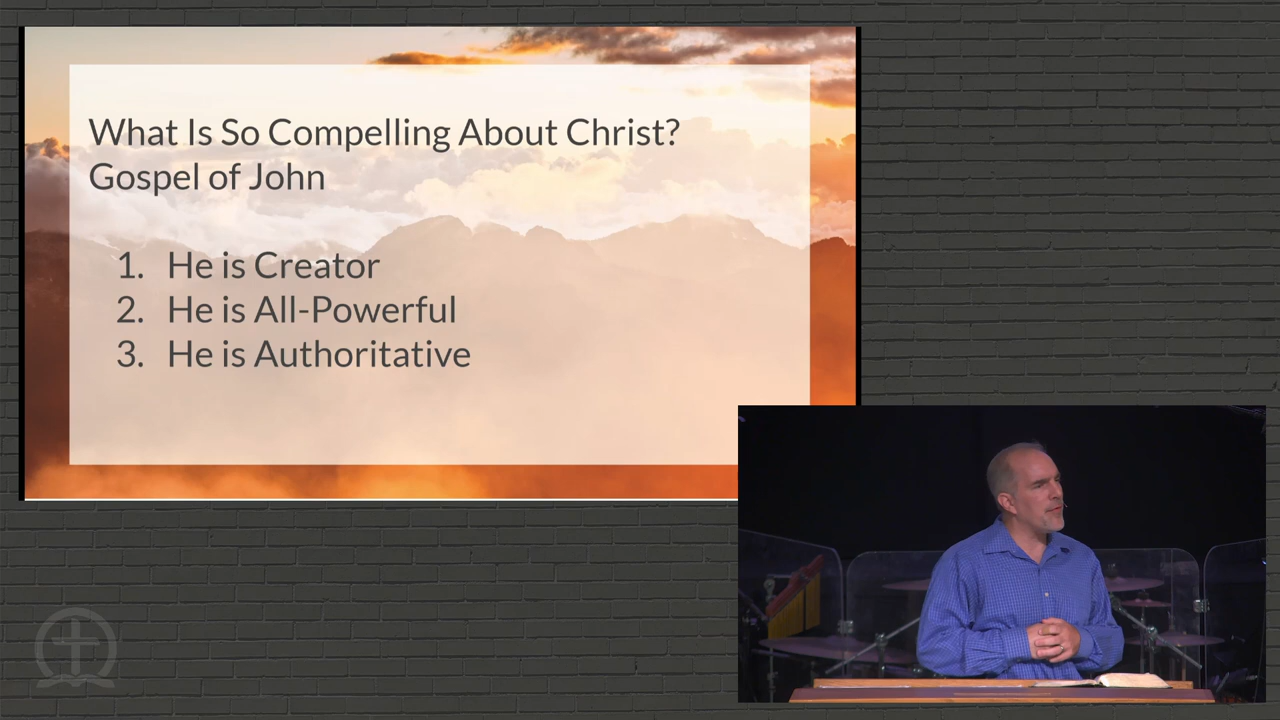 What Is So Compelling About Christ?
Gospel of John
1. He is Creator
2. He is All-Powerful
3. He is Authoritative